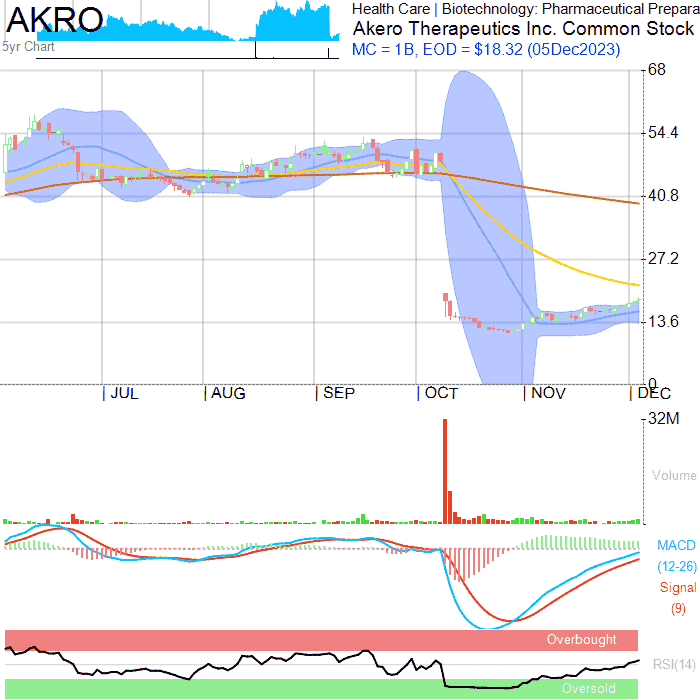 AKRO
Health Care | Biotechnology: Pharmaceutical Prepara
Akero Therapeutics Inc. Common Stock
MC = 1B, EOD = $18.32 (05Dec2023)
5yr Chart
68
54.4
40.8
27.2
13.6
0
JUL
AUG
SEP
OCT
NOV
DEC
32M
Volume
MACD
(12-26)
Signal
(9)
Overbought
RSI(14)
Oversold